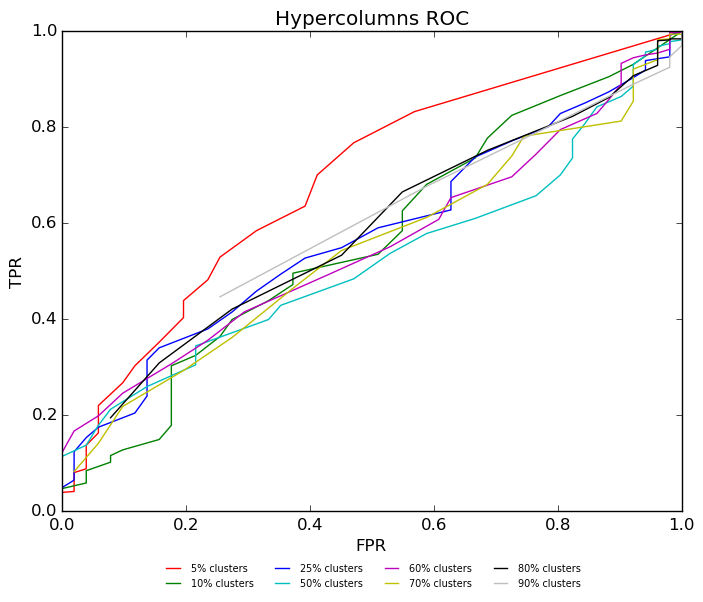 Hypercolumns ROC
1.0
0.8
0.6
0.4
0.2
0.0
TPR
0.0 0.2 0.4 0.6 0.8 1.0
FPR
5% clusters 25% clusters 60% clusters 80% clusters
10% clusters 50% clusters 70% clusters 90% clusters